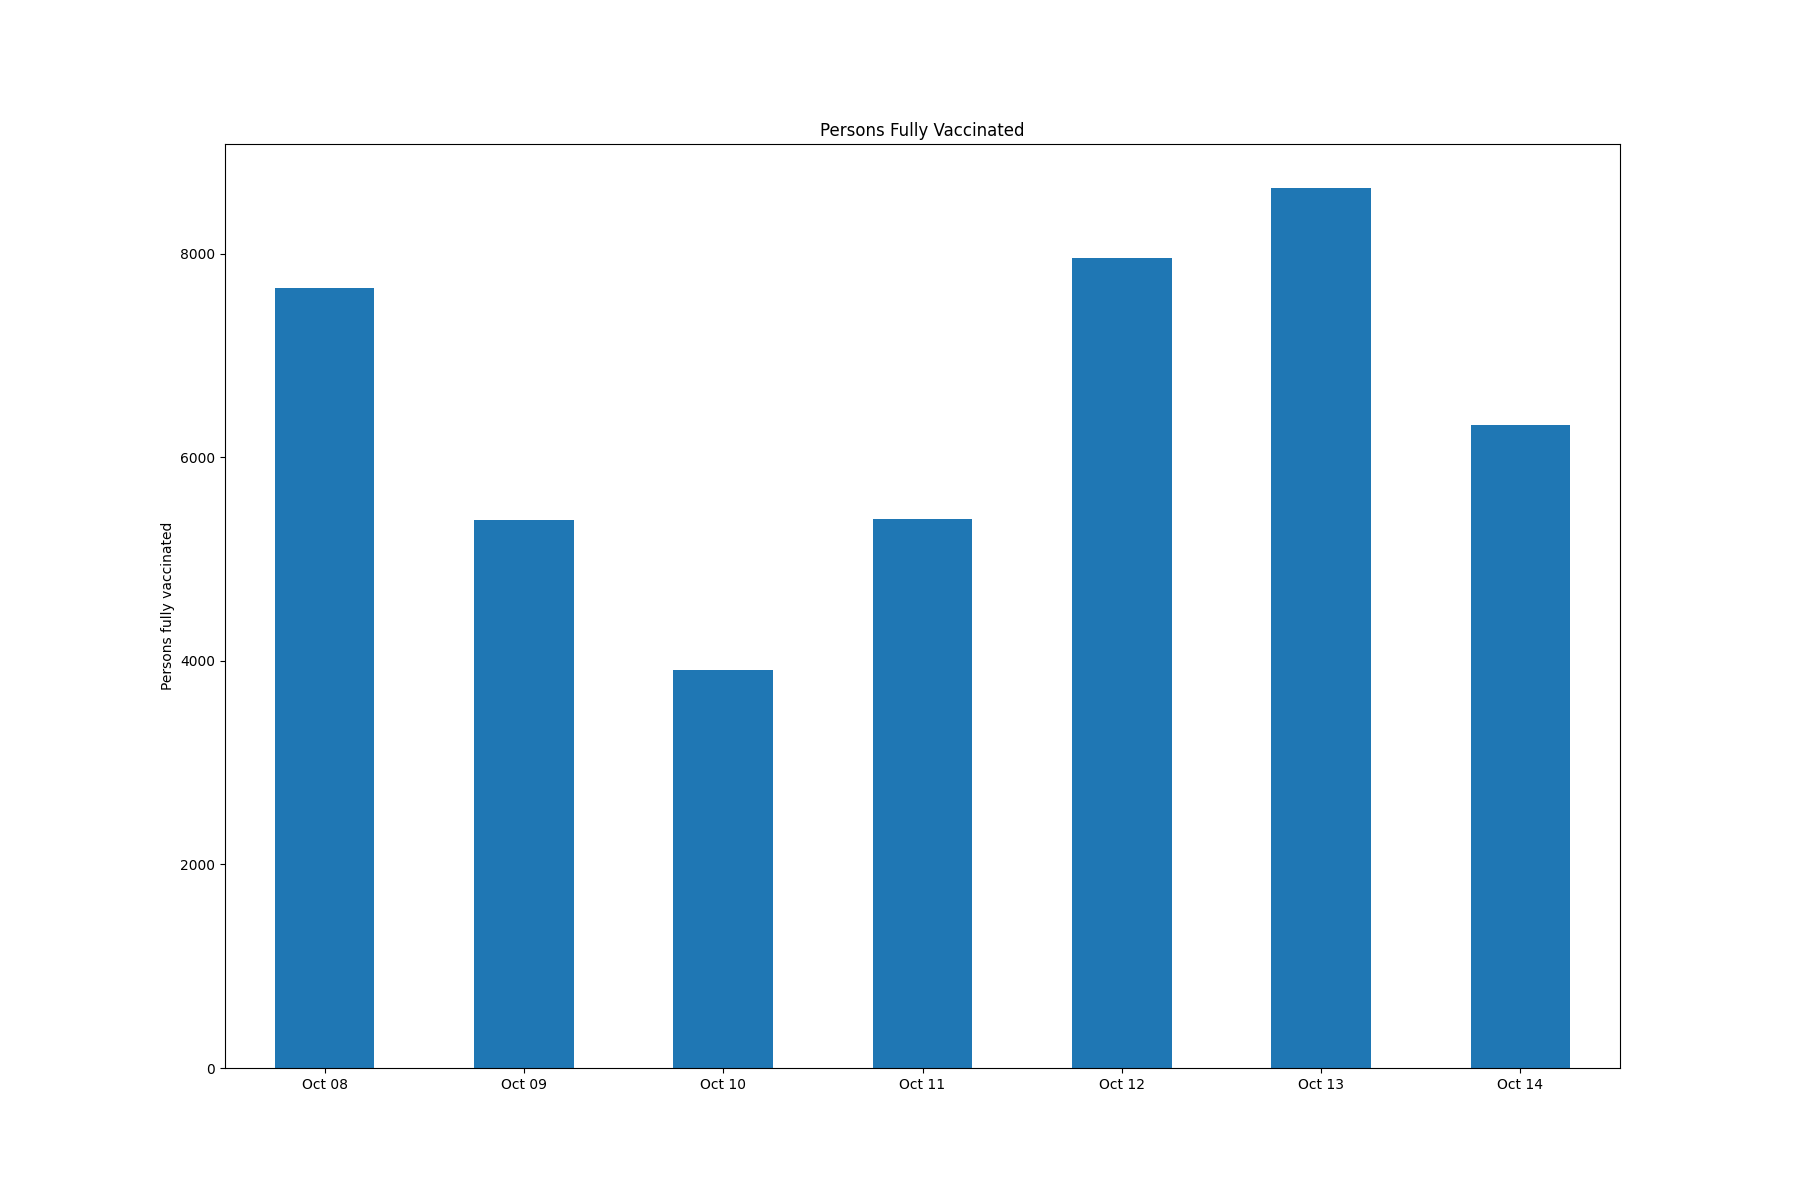 Persons Fully Vaccinated
Persons fully vaccinated
8000
6000
4000
2000
0
Oct 08
Oct 09
Oct 10
Oct 11
Oct 12
Oct 13
Oct 14